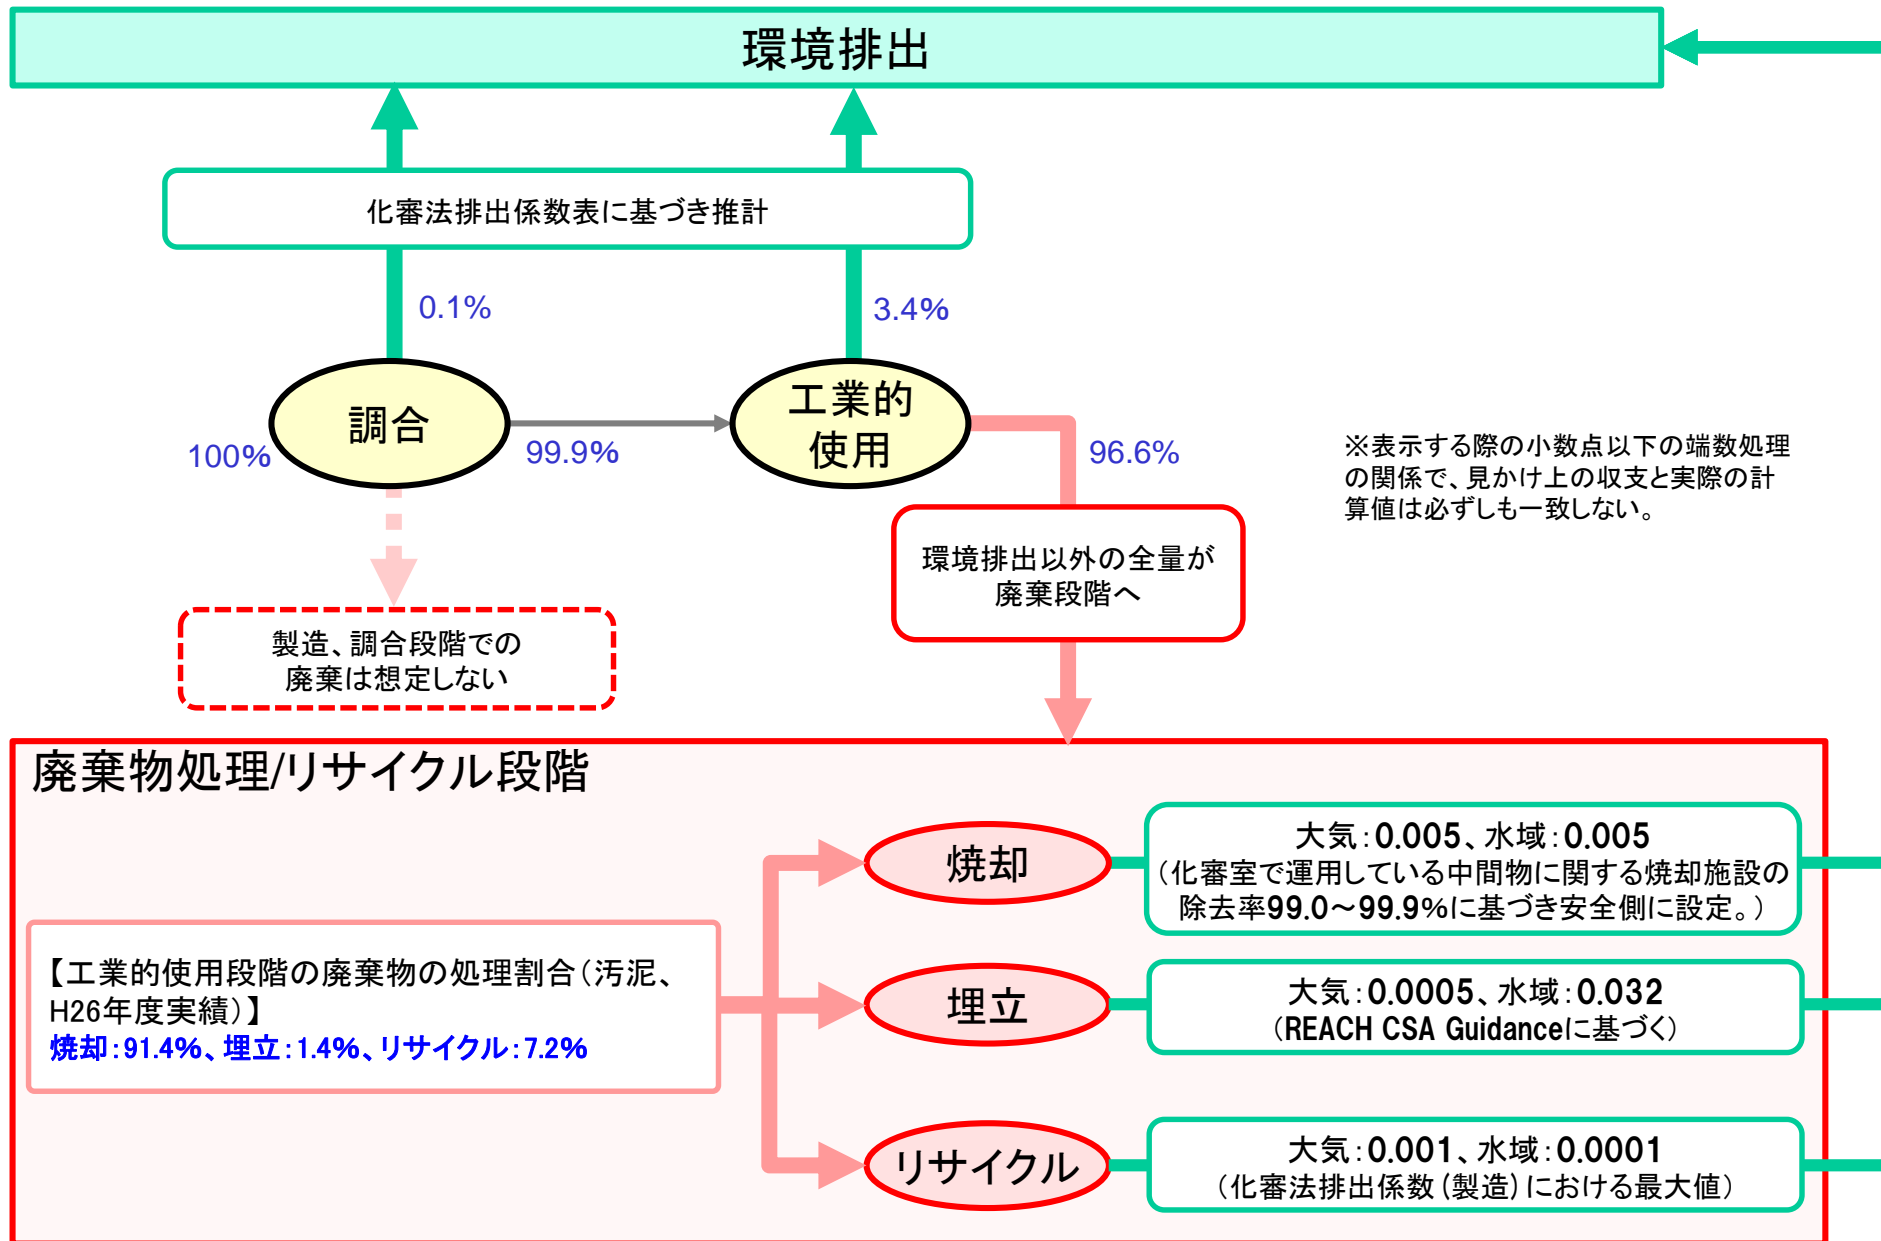 環境排出
化審法排出係数表に基づき推計
0.1%
3.4%
調合
工業的
使用
100%
99.9%
96.6%
※表示する際の小数点以下の端数処理
の関係で、見かけ上の収支と実際の計
算値は必ずしも一致しない。
環境排出以外の全量が
廃棄段階へ
製造、調合段階での
廃棄は想定しない
廃棄物処理/リサイクル段階
【工業的使用段階の廃棄物の処理割合（汚泥、
H26年度実績）】
焼却：91.4%、埋立：1.4%、リサイクル：7.2%
焼却
大気：0.005、水域：0.005
（化審室で運用している中間物に関する焼却施設の
除去率99.0～99.9%に基づき安全側に設定。）
埋立
大気：0.0005、水域：0.032
（REACH CSA Guidanceに基づく）
リサイクル
大気：0.001、水域：0.0001
（化審法排出係数（製造）における最大値）